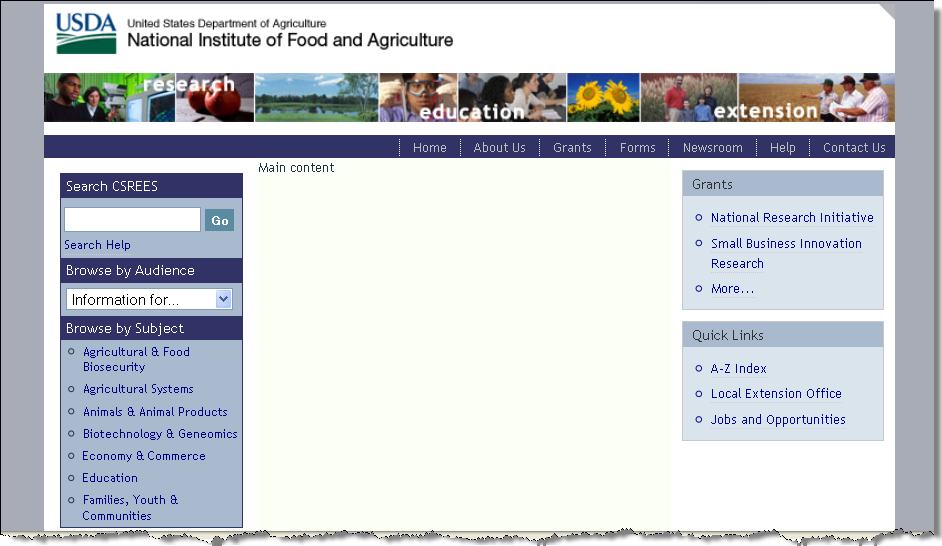 USDA
United States Department of Agriculture
National Institute of Food and Agriculture
research
education
extension
Home
About Us
Grants
Forms
Newsroom
Help
Contact Us
Search CSREES
Go
Search Help
Browse by Audience
Information for...
Browse by Subject
Agricultural & Food
Biosecurity
Agricultural Systems
Animals & Animal Products
Biotechnology & Geneomics
Economy & Commerce
Education
Families, Youth &
Communities
Main content
Grants
National Research Initiative
Small Business Innovation
Research
More...
Quick Links
A-Z Index
Local Extension Office
Jobs and Opportunities